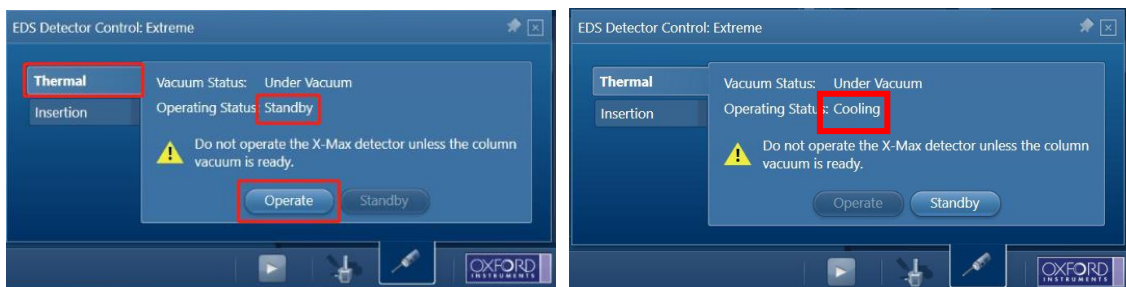 EDS Detector Control: Extreme
Thermal
Insertion
Vacuum Status: Under Vacuum
Operating Status: Standby
Do not operate the X-Max detector unless the column
vacuum is ready.
Operate Standby
OXFORD
INSTRUMENTS
EDS Detector Control: Extreme
Thermal
Insertion
Vacuum Status: Under Vacuum
Operating Status: Cooling
Do not operate the X-Max detector unless the column
vacuum is ready.
Operate Standby
OXFORD
INSTRUMENTS